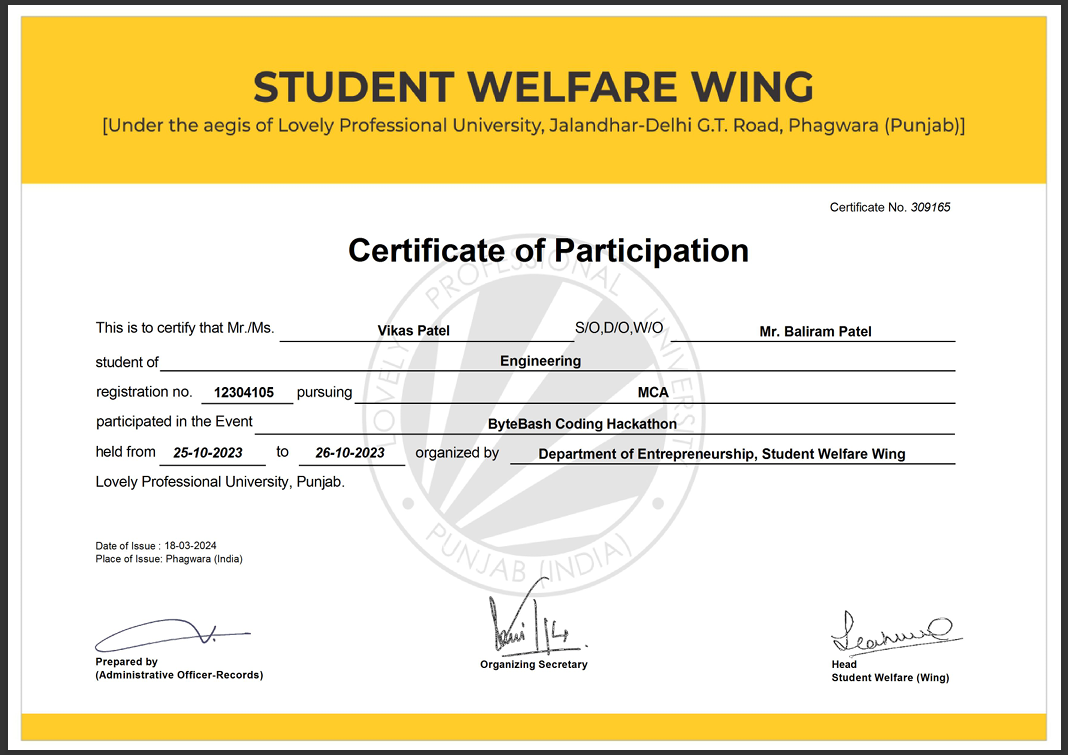 STUDENT WELFARE WING
[Under the aegis of Lovely Professional University, Jalandhar-Delhi G.T. Road, Phagwara (Punjab)]
Certificate No. 309165
Certificate of Participation
This is to certify that Mr./Ms. Vikas Patel S/O,D/O,W/O Mr. Baliram Patel
student of Engineering
registration no. 12304105 pursuing MCA
participated in the Event ByteBash Coding Hackathon
held from 25-10-2023 to 26-10-2023 organized by Department of Entrepreneurship, Student Welfare Wing
Lovely Professional University, Punjab.
LOVELY PROFESSIONAL UNIVERSITY
PUNJAB (INDIA)
Date of Issue : 18-03-2024
Place of Issue: Phagwara (India)
Prepared by
(Administrative Officer-Records)
Organizing Secretary
Head
Student Welfare (Wing)